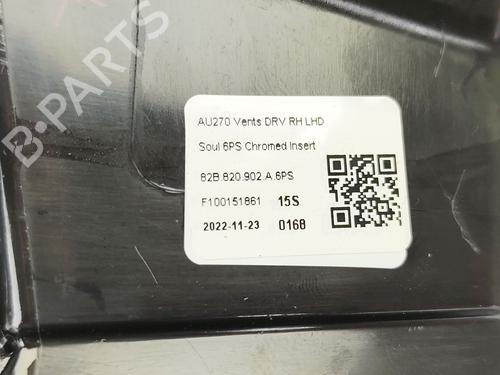 B-PARTS
AU270 Vents DRV RH LHD
Soul 6PS Chromed Insert
82B.820.902.A.6PS
F100151861 15S
2022-11-23 0168